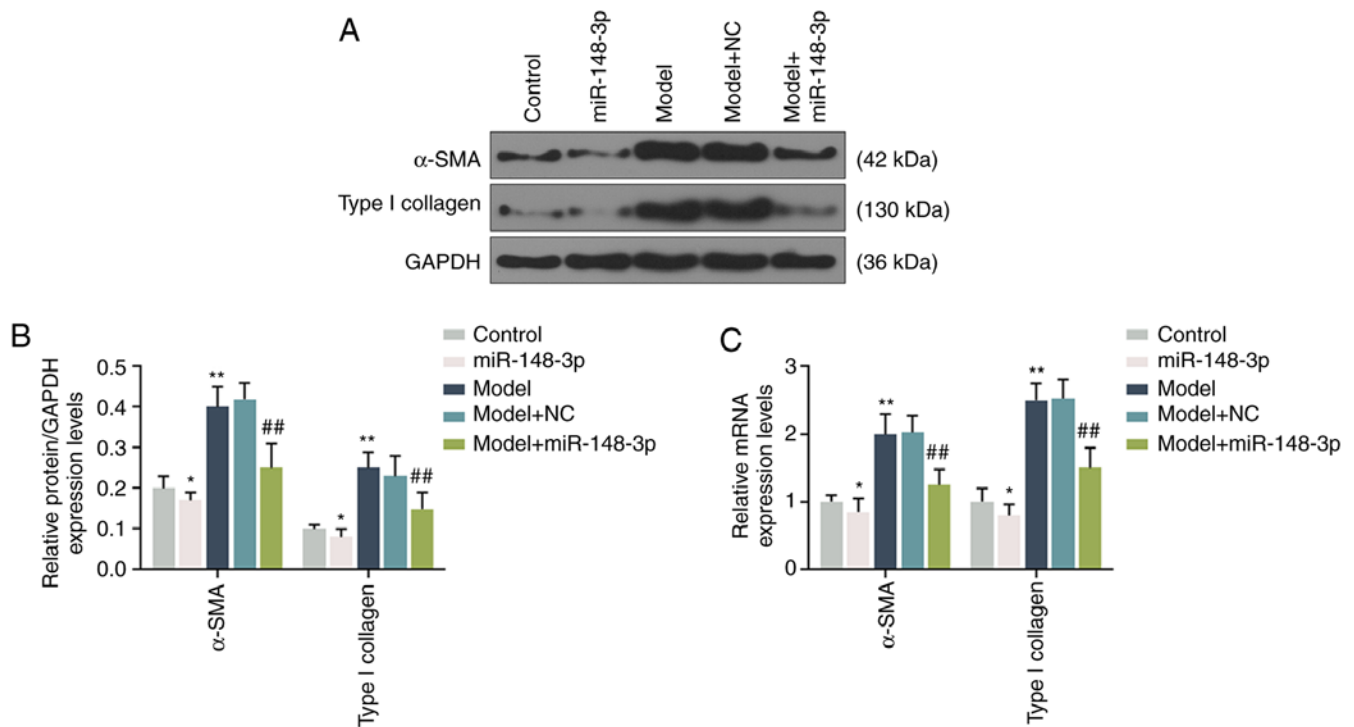 A
Control
miR-148-3p
Model
Model+NC
Model+
miR-148-3p
α-SMA
(42 kDa)
Type I collagen
(130 kDa)
GAPDH
(36 kDa)
B
Relative protein/GAPDH
expression levels
0.5
0.4
0.3
0.2
0.1
0.0
*
**
##
*
**
##
α-SMA
Type I collagen
Control
miR-148-3p
Model
Model+NC
Model+miR-148-3p
C
Relative mRNA
expression levels
3
2
1
0
*
**
##
*
**
##
α-SMA
Type I collagen
Control
miR-148-3p
Model
Model+NC
Model+miR-148-3p